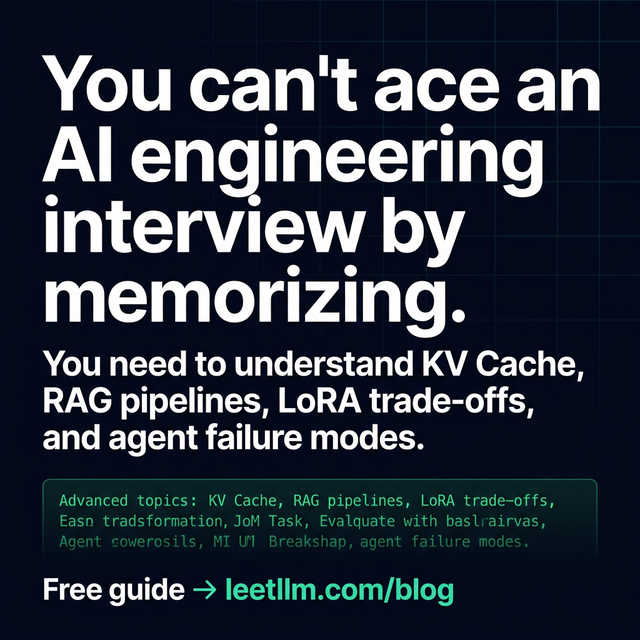 You can't ace an
AI engineering
interview by
memorizing.
You need to understand KV Cache,
RAG pipelines, LoRA trade-offs,
and agent failure modes.
Advanced topics: KV Cache, RAG pipelines, LoRA trade-offs,
Easn tradsformation, JoM Task, Evalquate with
Agent MI Breakshap, agent failure modes.
Free guide → leetllm.com/blog